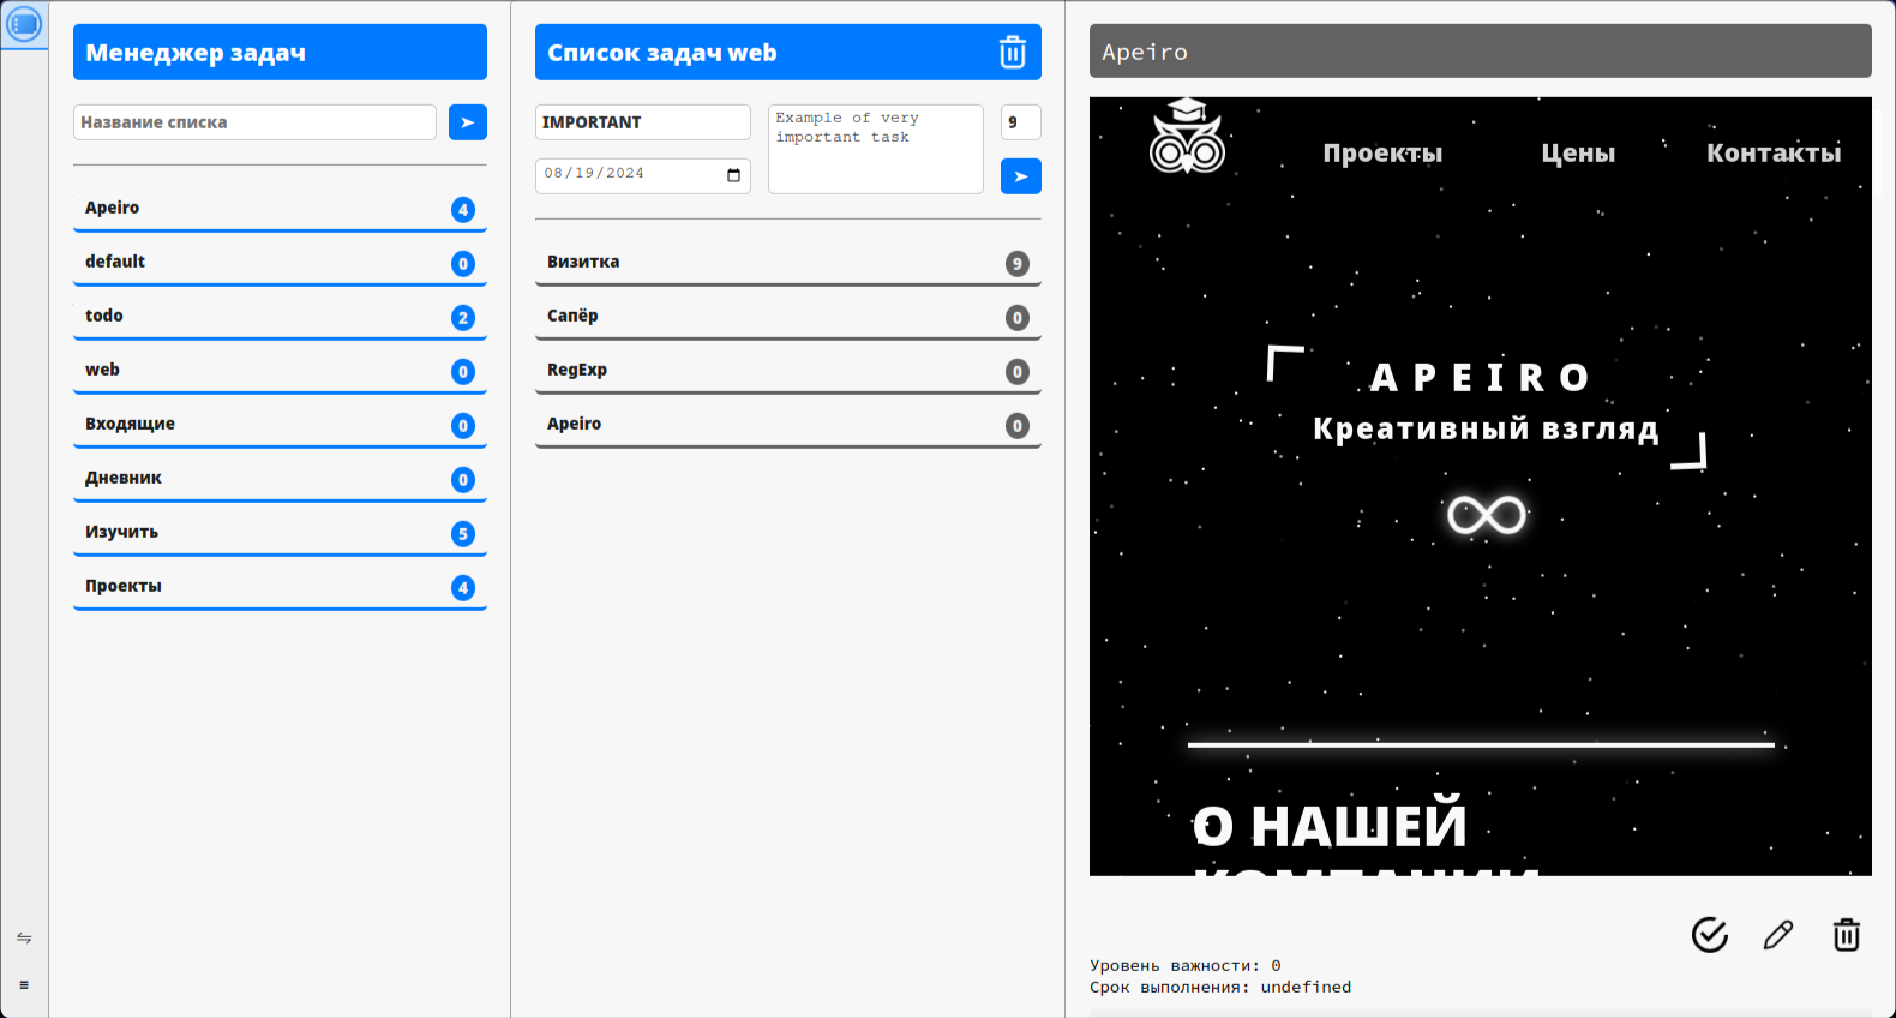 Менеджер задач
Название списка
Apeiro 4
default 0
todo 2
web 0
Входящие 0
Дневник 0
Изучить 5
Проекты 4
Список задач web
IMPORTANT
Example of very
important task
9
08/19/2024
Визитка 9
Сапёр 0
RegExp 0
Apeiro 0
Apeiro
Проекты Цены Контакты
APEIRO
Креативный взгляд
О НАШЕЙ
КОМПАНИИ
Уровень важности: 0
Срок выполнения: undefined